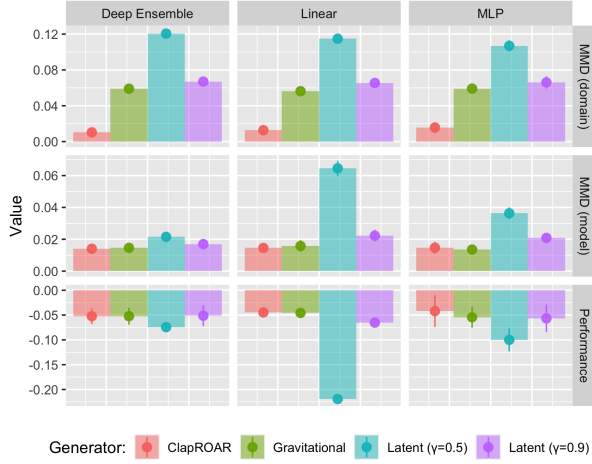 Deep Ensemble Linear MLP
0.12
0.08
0.04
0.00
MMD (domain)
0.06
0.04
0.02
0.00
MMD (model)
0.00
-0.05
-0.10
-0.15
-0.20
Performance
Value
Generator: ClapROAR Gravitational Latent (γ=0.5) Latent (γ=0.9)